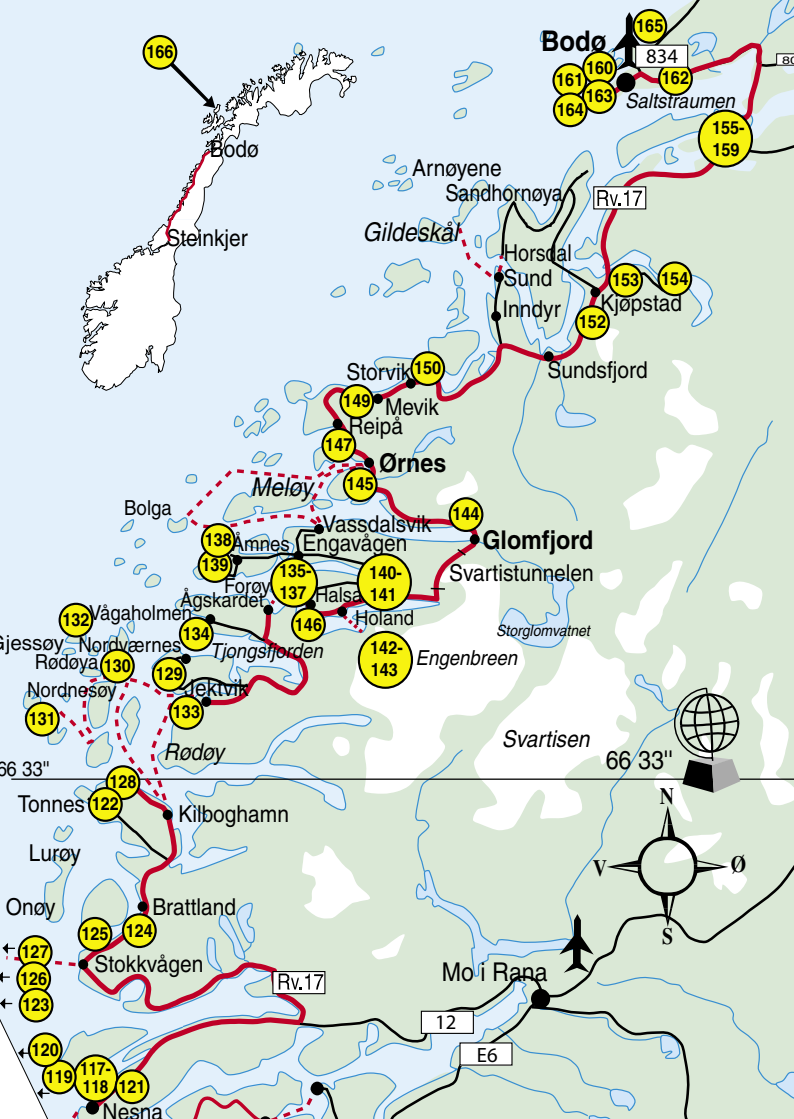 166
165
Bodø
834
80
160
161
162
163
164
Saltstraumen
155-
159
Bodø
Steinkjer
Arnøyene
Sandhornøya
Rv.17
Gildeskål
Horsdal
Sund
153
154
Kjøpstad
Inndyr
152
Sundsfjord
Storvik
150
149
Mevik
Reipå
147
Ørnes
145
Meløy
Bolga
144
Vassdalsvik
138
Åmnes
Engavågen
Glomfjord
139
135-
137
140-
141
Svartistunnelen
Forøy
Halsa
Ågskardet
Holand
132
Vågaholmen
146
Storglomvatnet
134
Gjessøy
Nordværnes
Tjongsfjorden
142-
143
Engenbreen
Rødøya
130
129
Nordnesøy
Jektvik
131
133
Svartisen
Rødøy
66 33"
66 33"
128
Tonnes
122
Kilboghamn
N
V
Ø
S
Lurøy
Onøy
Brattland
125
124
127
Stokkvågen
126
Rv.17
Mo i Rana
123
12
120
E6
119
117-
118
121
Nesna